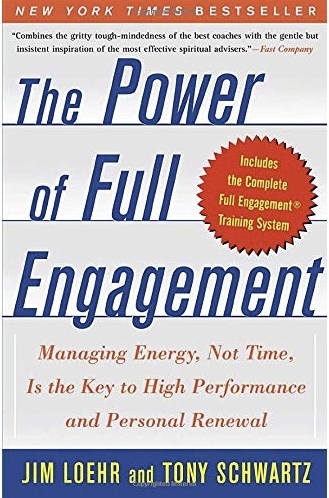 NEW YORK TIMES BESTSELLER
"Combines the gritty tough-mindedness of the best coaches with the gentle but
insistent inspiration of the most effective spiritual advisers."—Fast Company
The Power
of Full
Engagement
Includes
the Complete
Full Engagement®
Training System
Managing Energy, Not Time,
Is the Key to High Performance
and Personal Renewal
JIM LOEHR and TONY SCHWARTZ
Copyrighted Material